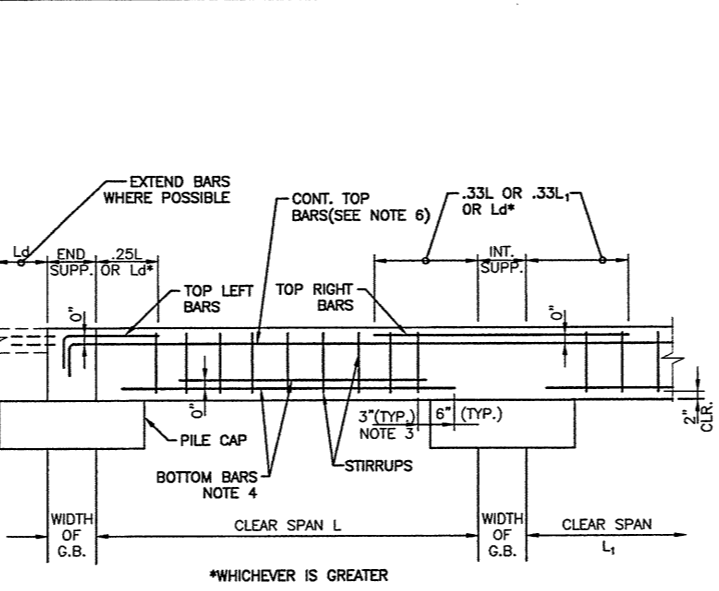 EXTEND BARS
WHERE POSSIBLE
CONT. TOP
BARS(SEE NOTE 6)
.33L OR .33L₁
OR Ld*
Ld
END
SUPP.
.25L
OR Ld*
INT.
SUPP.
TOP LEFT
BARS
TOP RIGHT
BARS
0"
0"
0"
3"(TYP.)
NOTE 3
6" (TYP.)
2"
CLR.
PILE CAP
BOTTOM BARS
NOTE 4
STIRRUPS
WIDTH
OF
G.B.
CLEAR SPAN L
WIDTH
OF
G.B.
CLEAR SPAN
L₁
*WHICHEVER IS GREATER